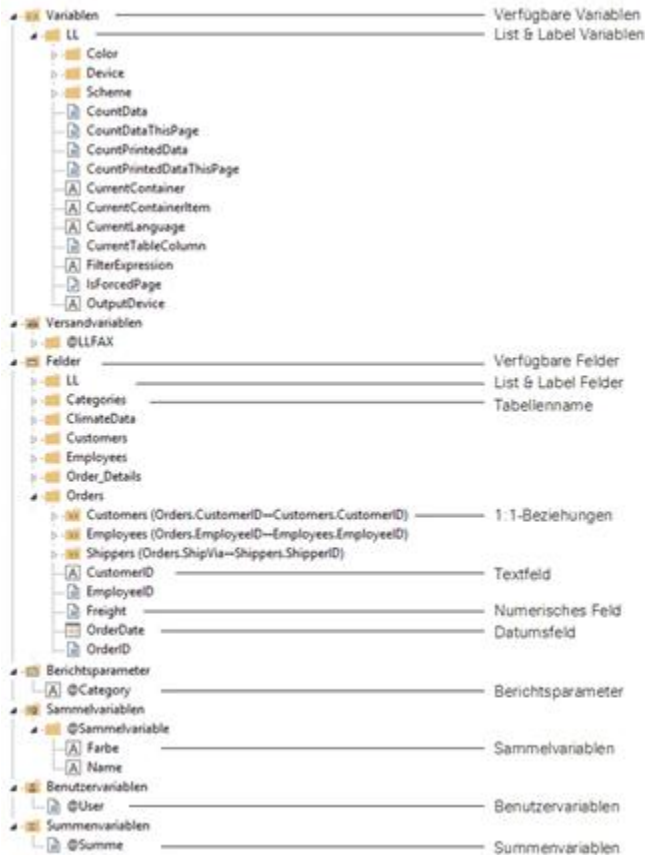 Variablen Verfügbare Variablen
LL List & Label Variablen
Color
Device
Scheme
CountData
CountDataThisPage
CountPrintedData
CountPrintedDataThisPage
CurrentContainer
CurrentContainerItem
CurrentLanguage
CurrentTableColumn
FilterExpression
IsForcedPage
OutputDevice
Versandvariablen
@LLFAX
Felder Verfügbare Felder
LL List & Label Felder
Categories Tabellenname
ClimateData
Customers
Employees
Order_Details
Orders
Customers (Orders.CustomerID—Customers.CustomerID) 1:1-Beziehungen
Employees (Orders.EmployeeID—Employees.EmployeeID)
Shippers (Orders.ShipVia—Shippers.ShipperID)
CustomerID Textfeld
EmployeeID
Freight Numerisches Feld
OrderDate Datumsfeld
OrderID
Berichtsparameter
@Category Berichtsparameter
Sammelvariablen
@Sammelvariable
Farbe Sammelvariablen
Name
Benutzervariablen
@User Benutzervariablen
Summenvariablen
@Summe Summenvariablen